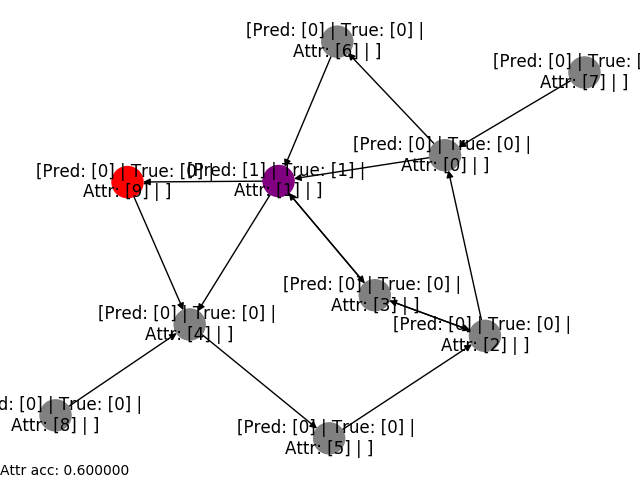 [Pred: [0] | True: [0] |
Attr: [6] | ]
[Pred: [0] | True: [
Attr: [7] | ]
[Pred: [0] | True: [0] |
Attr: [0] | ]
[Pred: [0] | True: [0] |
Attr: [9] | ]
[Pred: [1] | True: [1] |
Attr: [1] | ]
[Pred: [0] | True: [0] |
Attr: [3] | ]
[Pred: [0] | True: [0] |
Attr: [4] | ]
[Pred: [0] | True: [0] |
Attr: [2] | ]
d: [0] | True: [0] |
Attr: [8] | ]
[Pred: [0] | True: [0] |
Attr: [5] | ]
Attr acc: 0.600000